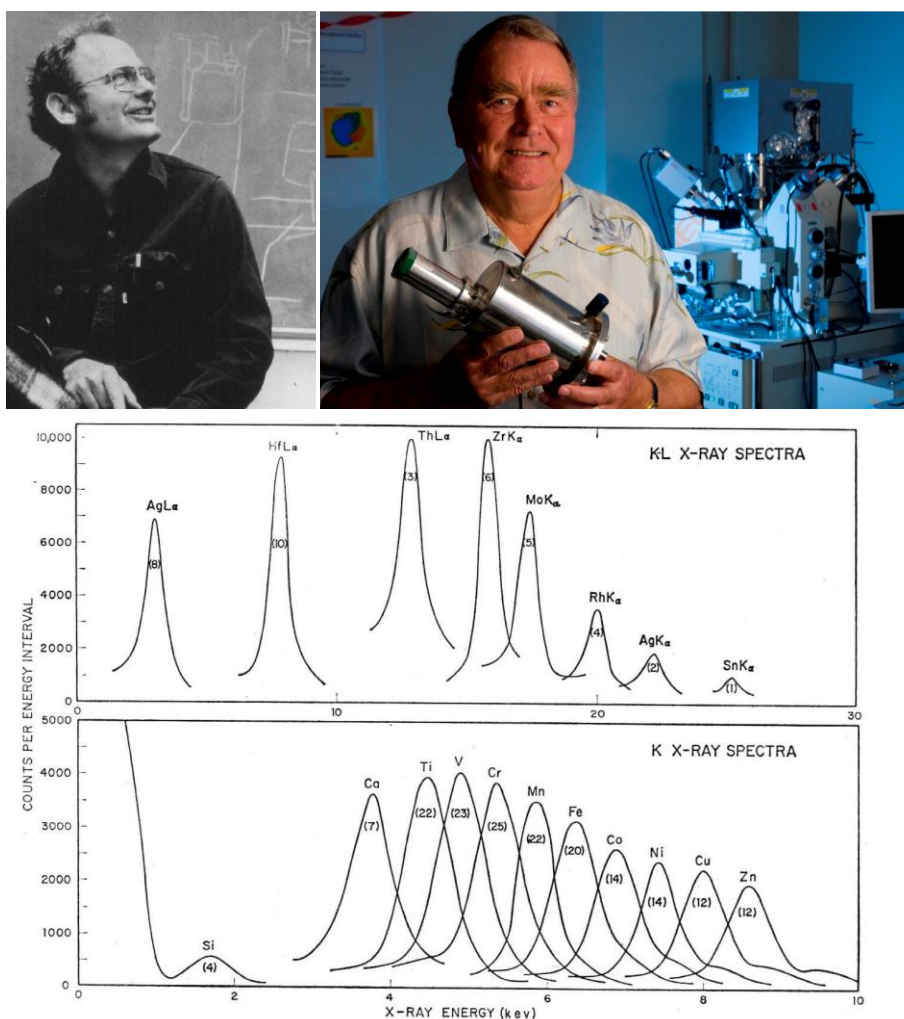 K-L X-RAY SPECTRA
COUNTS PER ENERGY INTERVAL
10,000
8000
6000
4000
2000
0
AgLα
(8)
HfLα
(10)
ThLα
(3)
ZrKα
(6)
MoKα
(5)
RhKα
(4)
AgKα
(2)
SnKα
(1)
0 10 20 30
K X-RAY SPECTRA
5000
4000
3000
2000
1000
0
Si
(4)
Ca
(7)
Ti
(22)
V
(23)
Cr
(25)
Mn
(22)
Fe
(20)
Co
(14)
Ni
(14)
Cu
(12)
Zn
(12)
0 2 4 6 8 10
X-RAY ENERGY (kev)